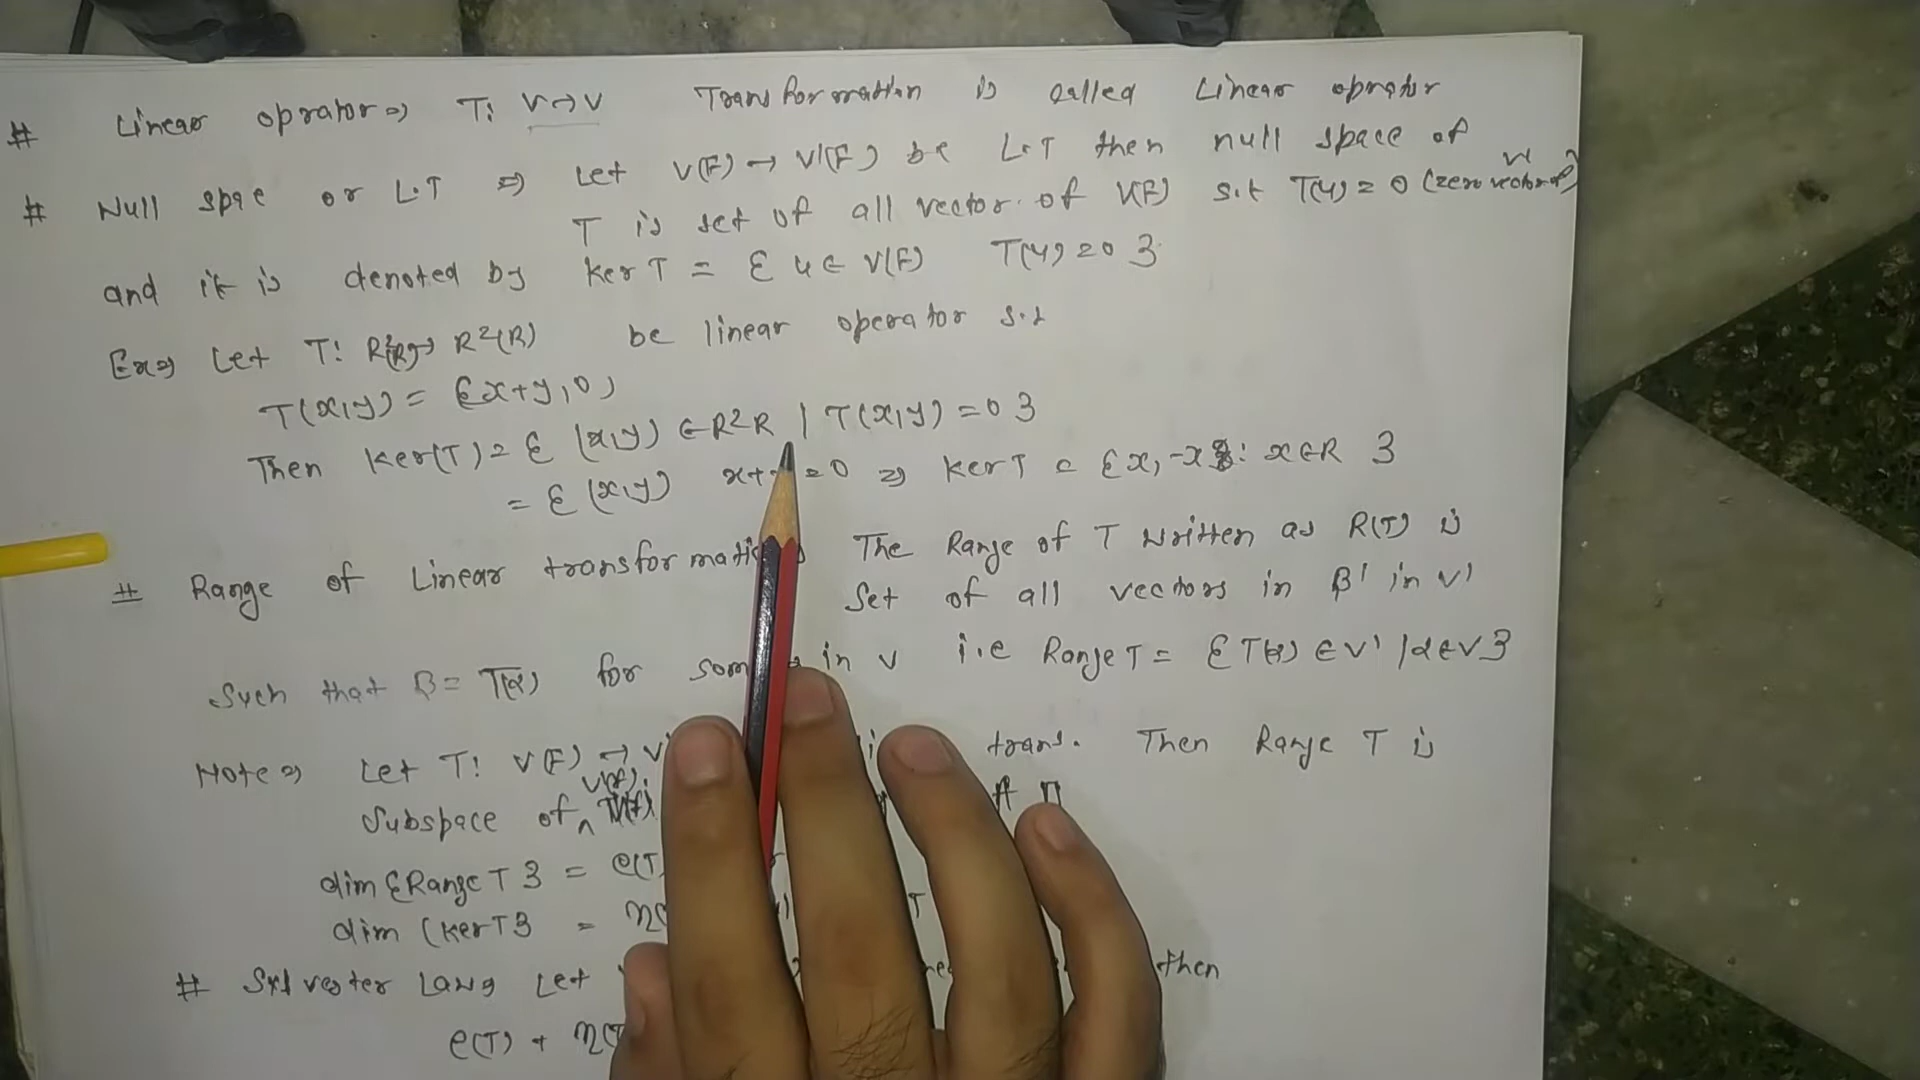 # Linear oprator => T: V→V Transformation is called Linear oprator
# Null spae or L.T => Let V(F) → V'(F) be L.T then null space of
T is set of all vector of V(F) s.t T(u) = 0 (zero vector of V')
and it is denoted by ker T = { u ∈ V(F) T(u) = 0 }
Ex => Let T: R²(R) → R²(R) be linear operator s.t
T(x,y) = (x+y, 0)
Then ker(T) = { (x,y) ∈ R²R | T(x,y) = 0 }
= { (x,y) = 0 => ker T = { x, -x : x ∈ R }
# Range of Linear The Range of T written as R(T) is
set of all vectors in β' in V'
Such that β = T(α) for in V i.e Range T = { T(α) ∈ V' / α ∈ V }
Note => Let T: V(F) → trans. Then Range T is
Subspace of V'(F).
dim { Range T } =
dim ( ker T } =
# Sylvester Laws Let then
ρ(T) +